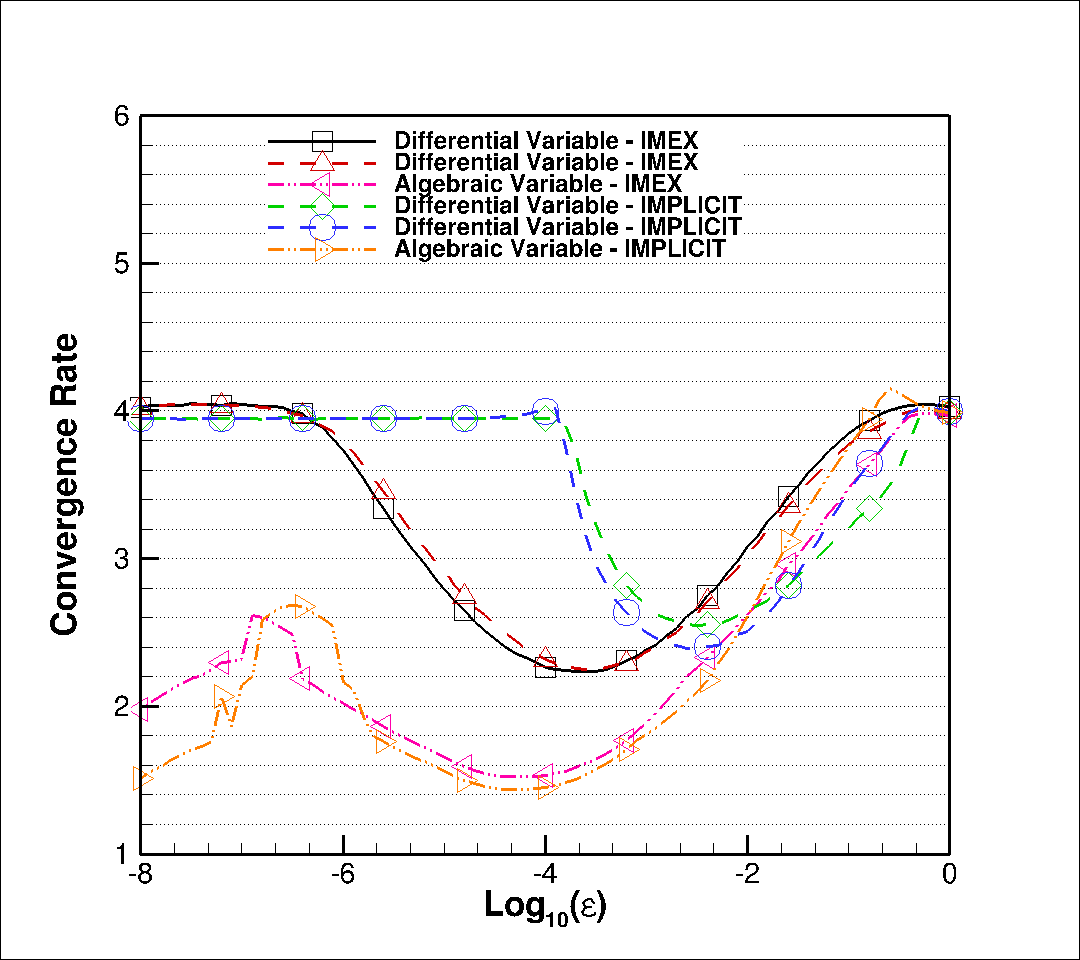 6
Differential Variable - IMEX
Differential Variable - IMEX
Algebraic Variable - IMEX
Differential Variable - IMPLICIT
Differential Variable - IMPLICIT
Algebraic Variable - IMPLICIT
5
4
3
2
1
Convergence Rate
-8 -6 -4 -2 0
Log₁₀(ε)